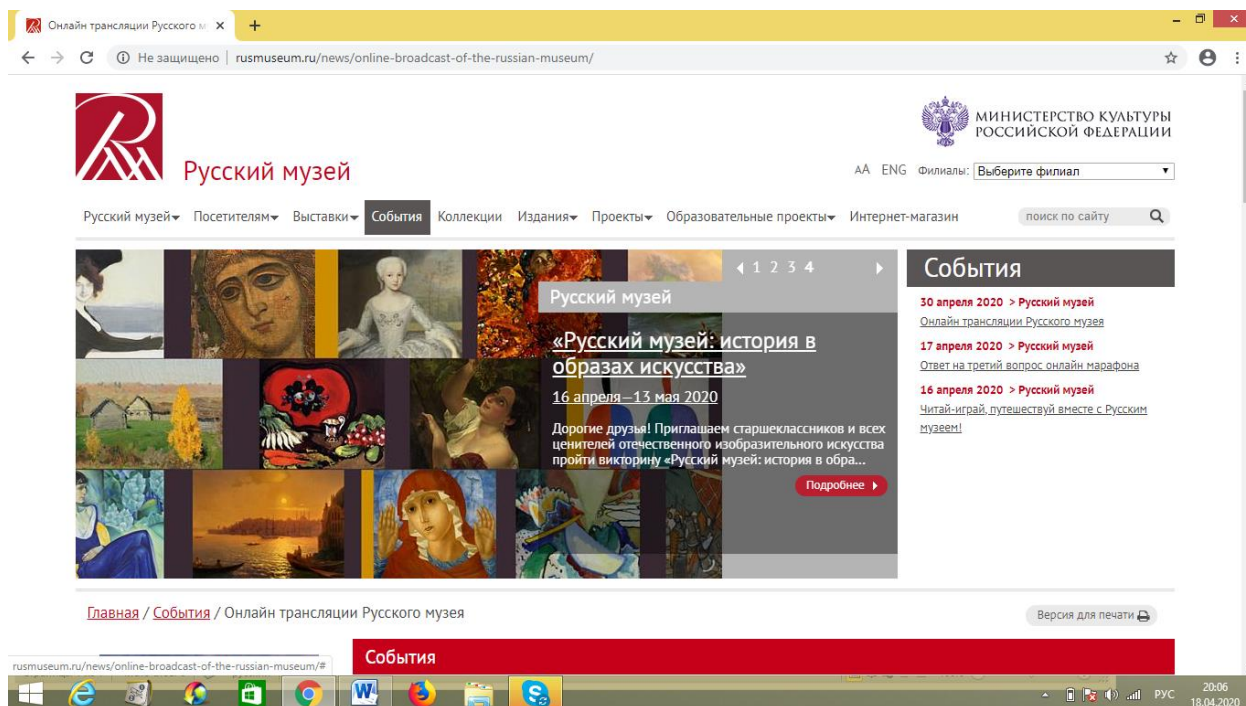 Онлайн трансляции Русского м
Не защищено rusmuseum.ru/news/online-broadcast-of-the-russian-museum/
МИНИСТЕРСТВО КУЛЬТУРЫ
РОССИЙСКОЙ ФЕДЕРАЦИИ
Русский музей
АА ENG Филиалы: Выберите филиал
Русский музей Посетителям Выставки События Коллекции Издания Проекты Образовательные проекты Интернет-магазин поиск по сайту
1 2 3 4
Русский музей
«Русский музей: история в
образах искусства»
16 апреля—13 мая 2020
Дорогие друзья! Приглашаем старшеклассников и всех
ценителей отечественного изобразительного искусства
пройти викторину «Русский музей: история в обра...
Подробнее
События
30 апреля 2020 > Русский музей
Онлайн трансляции Русского музея
17 апреля 2020 > Русский музей
Ответ на третий вопрос онлайн марафона
16 апреля 2020 > Русский музей
Читай-играй, путешествуй вместе с Русским
музеем!
Главная / События / Онлайн трансляции Русского музея
Версия для печати
События
rusmuseum.ru/news/online-broadcast-of-the-russian-museum/#
РУС
20:06
18.04.2020